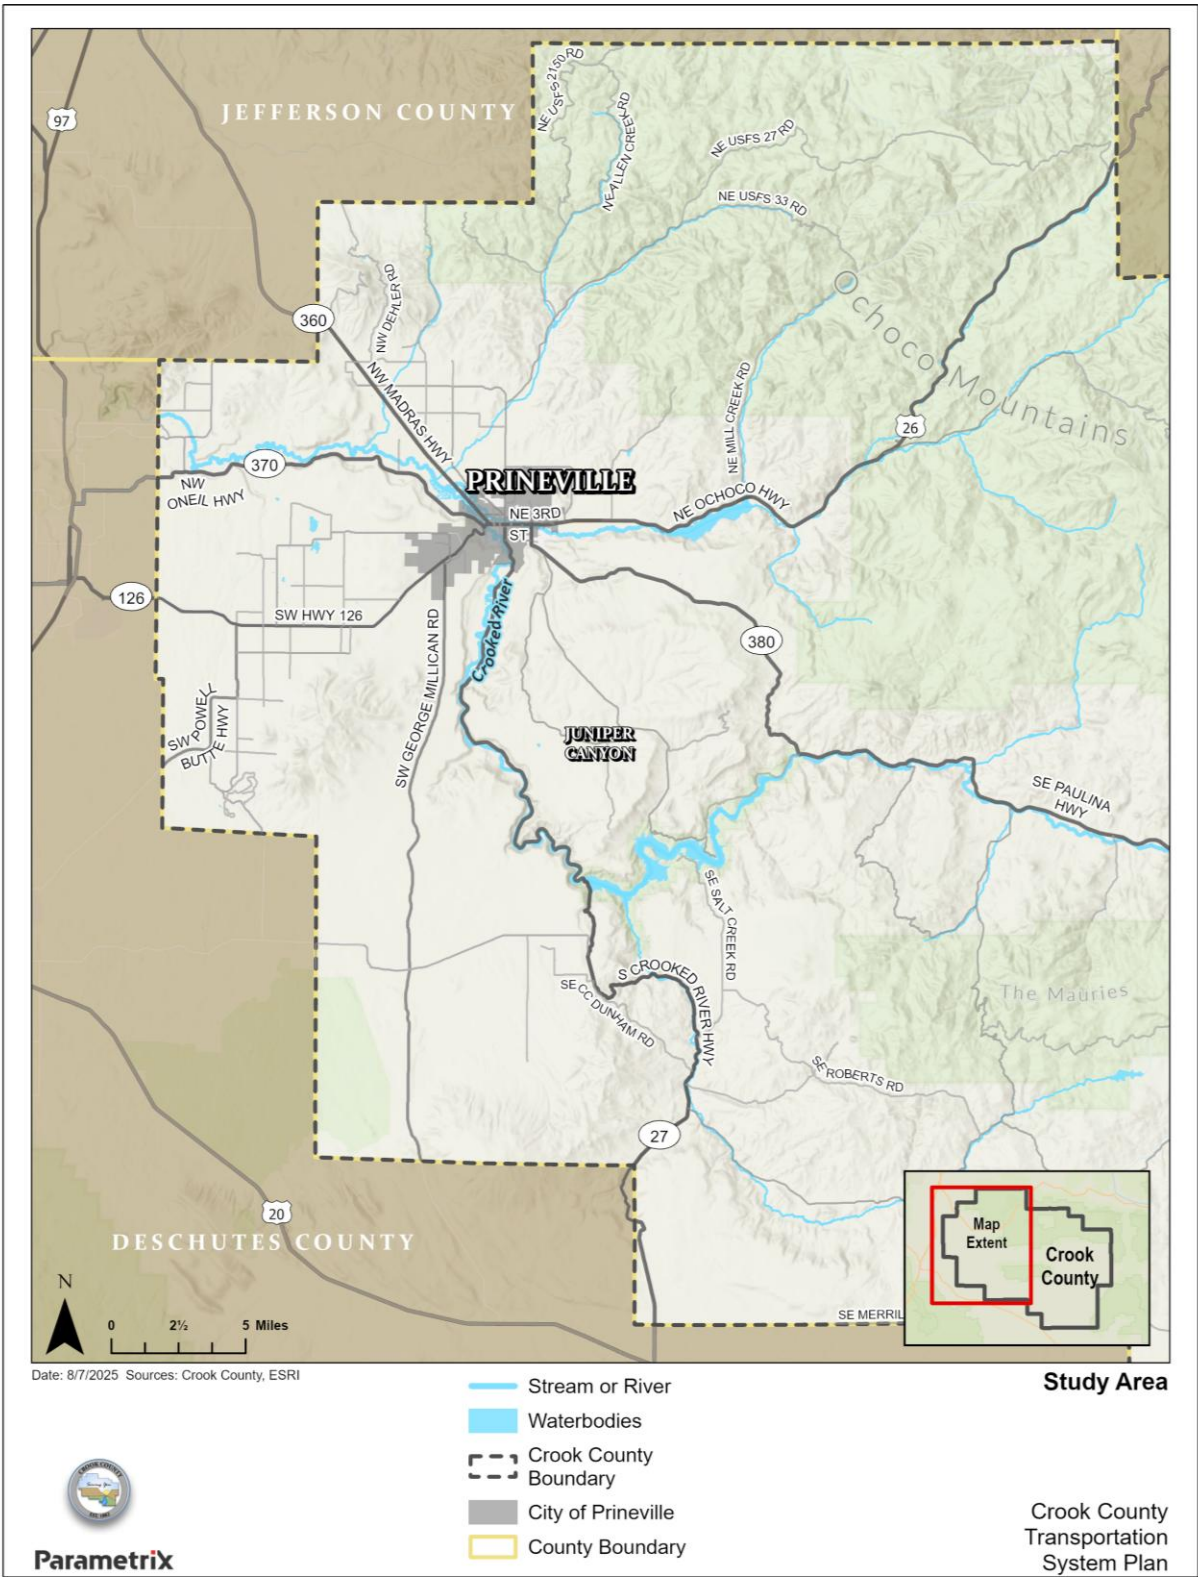 JEFFERSON COUNTY
97
NE USFS 2150 RD
NE ALLEN CREEK RD
NE USFS 27 RD
NE USFS 33 RD
360
NW DEHLER RD
NW MADRAS HWY
Ochoco Mountains
26
NE MILL CREEK RD
370
NW
ONEIL HWY
PRINEVILLE
NE 3RD
ST
NE OCHOCO HWY
126
SW HWY 126
Crooked River
380
SW GEORGE MILLICAN RD
SW POWELL
BUTTE HWY
JUNIPER
CANYON
SE PAULINA
HWY
SE SALT CREEK RD
S CROOKED RIVER HWY
SE CC DUNHAM RD
The Mauries
SE ROBERTS RD
27
20
DESCHUTES COUNTY
SE MERRIL
Map
Extent
Crook
County
N
0 2½ 5 Miles
Date: 8/7/2025 Sources: Crook County, ESRI
Study Area
Stream or River
Waterbodies
Crook County
Boundary
City of Prineville
County Boundary
CROOK COUNTY
Parametrix
Crook County
Transportation
System Plan